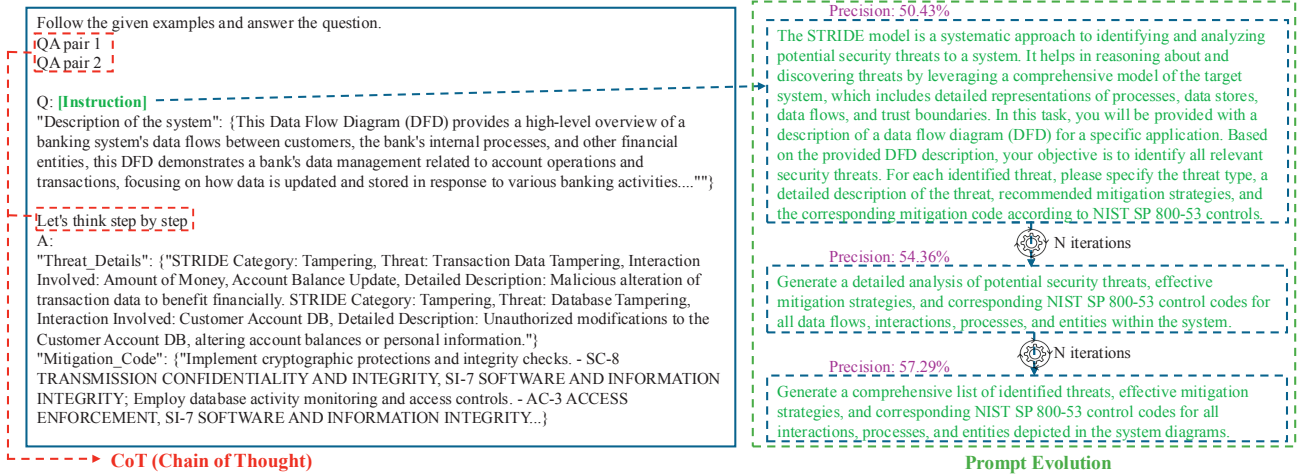 Follow the given examples and answer the question.
QA pair 1
QA pair 2
Q: [Instruction]
"Description of the system": {This Data Flow Diagram (DFD) provides a high-level overview of a
banking system's data flows between customers, the bank's internal processes, and other financial
entities, this DFD demonstrates a bank's data management related to account operations and
transactions, focusing on how data is updated and stored in response to various banking activities....""}
Let's think step by step
A:
"Threat_Details": {"STRIDE Category: Tampering, Threat: Transaction Data Tampering, Interaction
Involved: Amount of Money, Account Balance Update, Detailed Description: Malicious alteration of
transaction data to benefit financially. STRIDE Category: Tampering, Threat: Database Tampering,
Interaction Involved: Customer Account DB, Detailed Description: Unauthorized modifications to the
Customer Account DB, altering account balances or personal information."}
"Mitigation_Code": {"Implement cryptographic protections and integrity checks. - SC-8
TRANSMISSION CONFIDENTIALITY AND INTEGRITY, SI-7 SOFTWARE AND INFORMATION
INTEGRITY; Employ database activity monitoring and access controls. - AC-3 ACCESS
ENFORCEMENT, SI-7 SOFTWARE AND INFORMATION INTEGRITY...}
CoT (Chain of Thought)
Precision: 50.43%
The STRIDE model is a systematic approach to identifying and analyzing
potential security threats to a system. It helps in reasoning about and
discovering threats by leveraging a comprehensive model of the target
system, which includes detailed representations of processes, data stores,
data flows, and trust boundaries. In this task, you will be provided with a
description of a data flow diagram (DFD) for a specific application. Based
on the provided DFD description, your objective is to identify all relevant
security threats. For each identified threat, please specify the threat type, a
detailed description of the threat, recommended mitigation strategies, and
the corresponding mitigation code according to NIST SP 800-53 controls.
N iterations
Precision: 54.36%
Generate a detailed analysis of potential security threats, effective
mitigation strategies, and corresponding NIST SP 800-53 control codes for
all data flows, interactions, processes, and entities within the system.
N iterations
Precision: 57.29%
Generate a comprehensive list of identified threats, effective mitigation
strategies, and corresponding NIST SP 800-53 control codes for all
interactions, processes, and entities depicted in the system diagrams.
Prompt Evolution